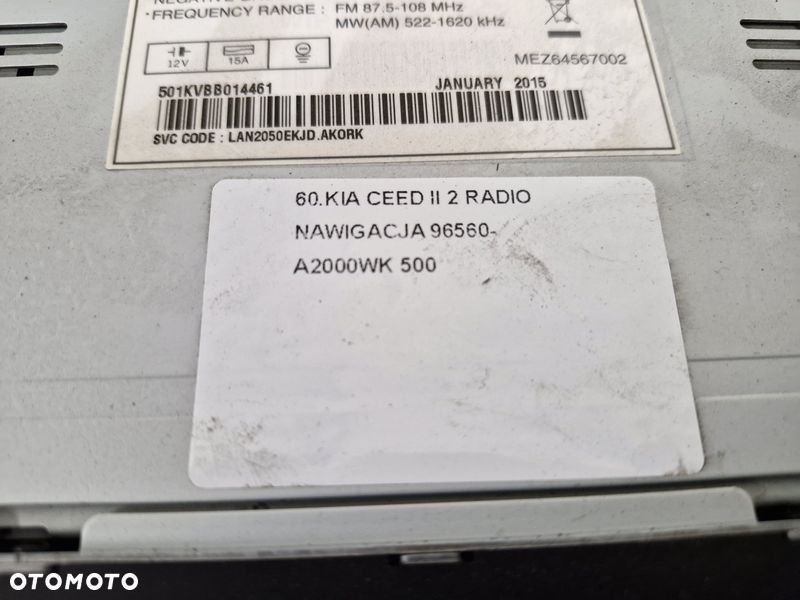 *FREQUENCY RANGE : FM 87.5-108 MHz
MW(AM) 522-1620 kHz
12V
15A
MEZ64567002
501KVBB014461
JANUARY 2015
SVC CODE : LAN2050EKJD.AKORK
60.KIA CEED II 2 RADIO
NAWIGACJA 96560-
A2000WK 500
OTOMOTO